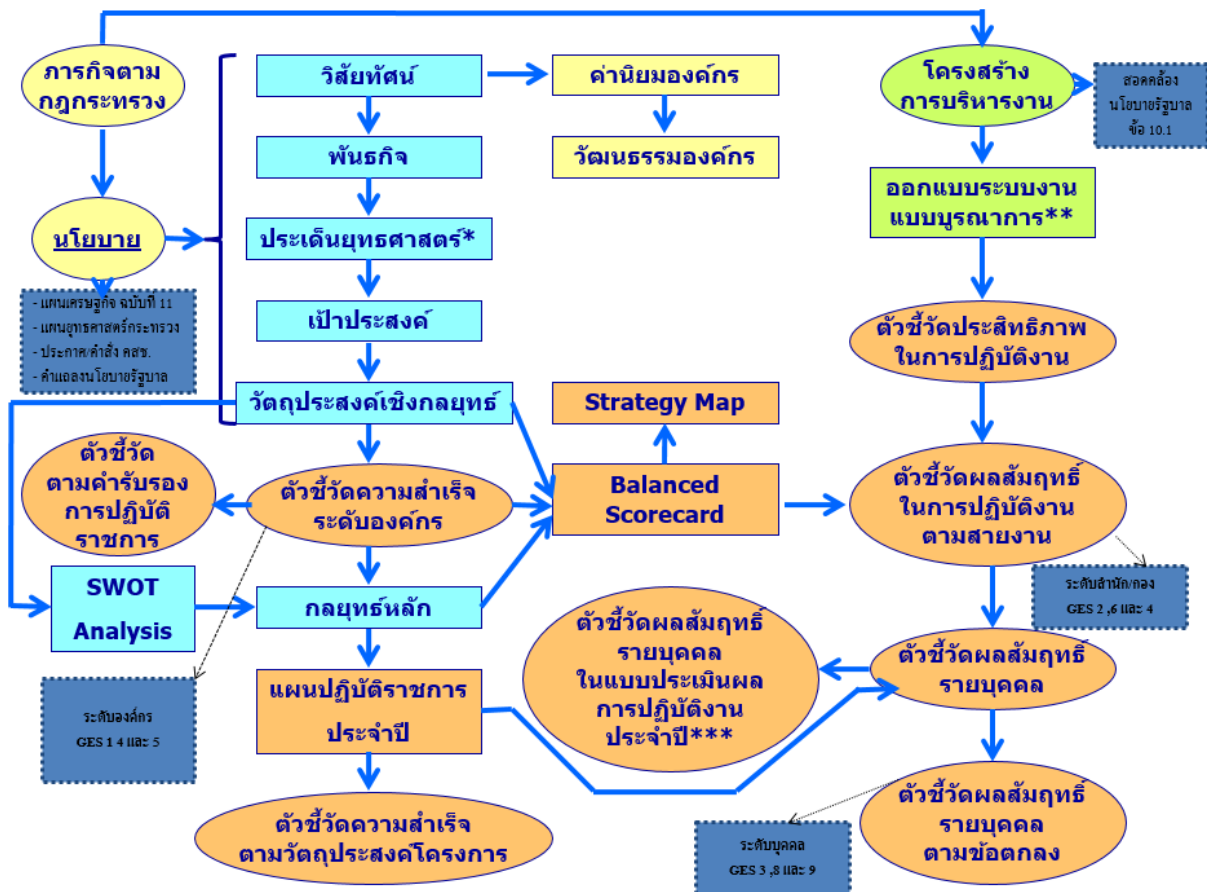 ภารกิจตาม
กฎกระทรวง
นโยบาย
- แผนเศรษฐกิจ ฉบับที่ 11
- แผนยุทธศาสตร์กระทรวง
- ประกาศ/คำสั่ง คสช.
- คำแถลงนโยบายรัฐบาล
วิสัยทัศน์
พันธกิจ
ประเด็นยุทธศาสตร์*
เป้าประสงค์
วัตถุประสงค์เชิงกลยุทธ์
ค่านิยมองค์กร
วัฒนธรรมองค์กร
โครงสร้าง
การบริหารงาน
สอดคล้อง
นโยบายรัฐบาล
ข้อ 10.1
ออกแบบระบบงาน
แบบบูรณาการ**
ตัวชี้วัดประสิทธิภาพ
ในการปฏิบัติงาน
Strategy Map
ตัวชี้วัด
ตามคำรับรอง
การปฏิบัติ
ราชการ
ตัวชี้วัดความสำเร็จ
ระดับองค์กร
Balanced
Scorecard
ตัวชี้วัดผลสัมฤทธิ์
ในการปฏิบัติงาน
ตามสายงาน
SWOT
Analysis
กลยุทธ์หลัก
ระดับสำนัก/กอง
GES 2 ,6 และ 4
ระดับองค์กร
GES 1 4 และ 5
แผนปฏิบัติราชการ
ประจำปี
ตัวชี้วัดผลสัมฤทธิ์
รายบุคคล
ในแบบประเมินผล
การปฏิบัติงาน
ประจำปี***
ตัวชี้วัดผลสัมฤทธิ์
รายบุคคล
ตัวชี้วัดความสำเร็จ
ตามวัตถุประสงค์โครงการ
ระดับบุคคล
GES 3 ,8 และ 9
ตัวชี้วัดผลสัมฤทธิ์
รายบุคคล
ตามข้อตกลง